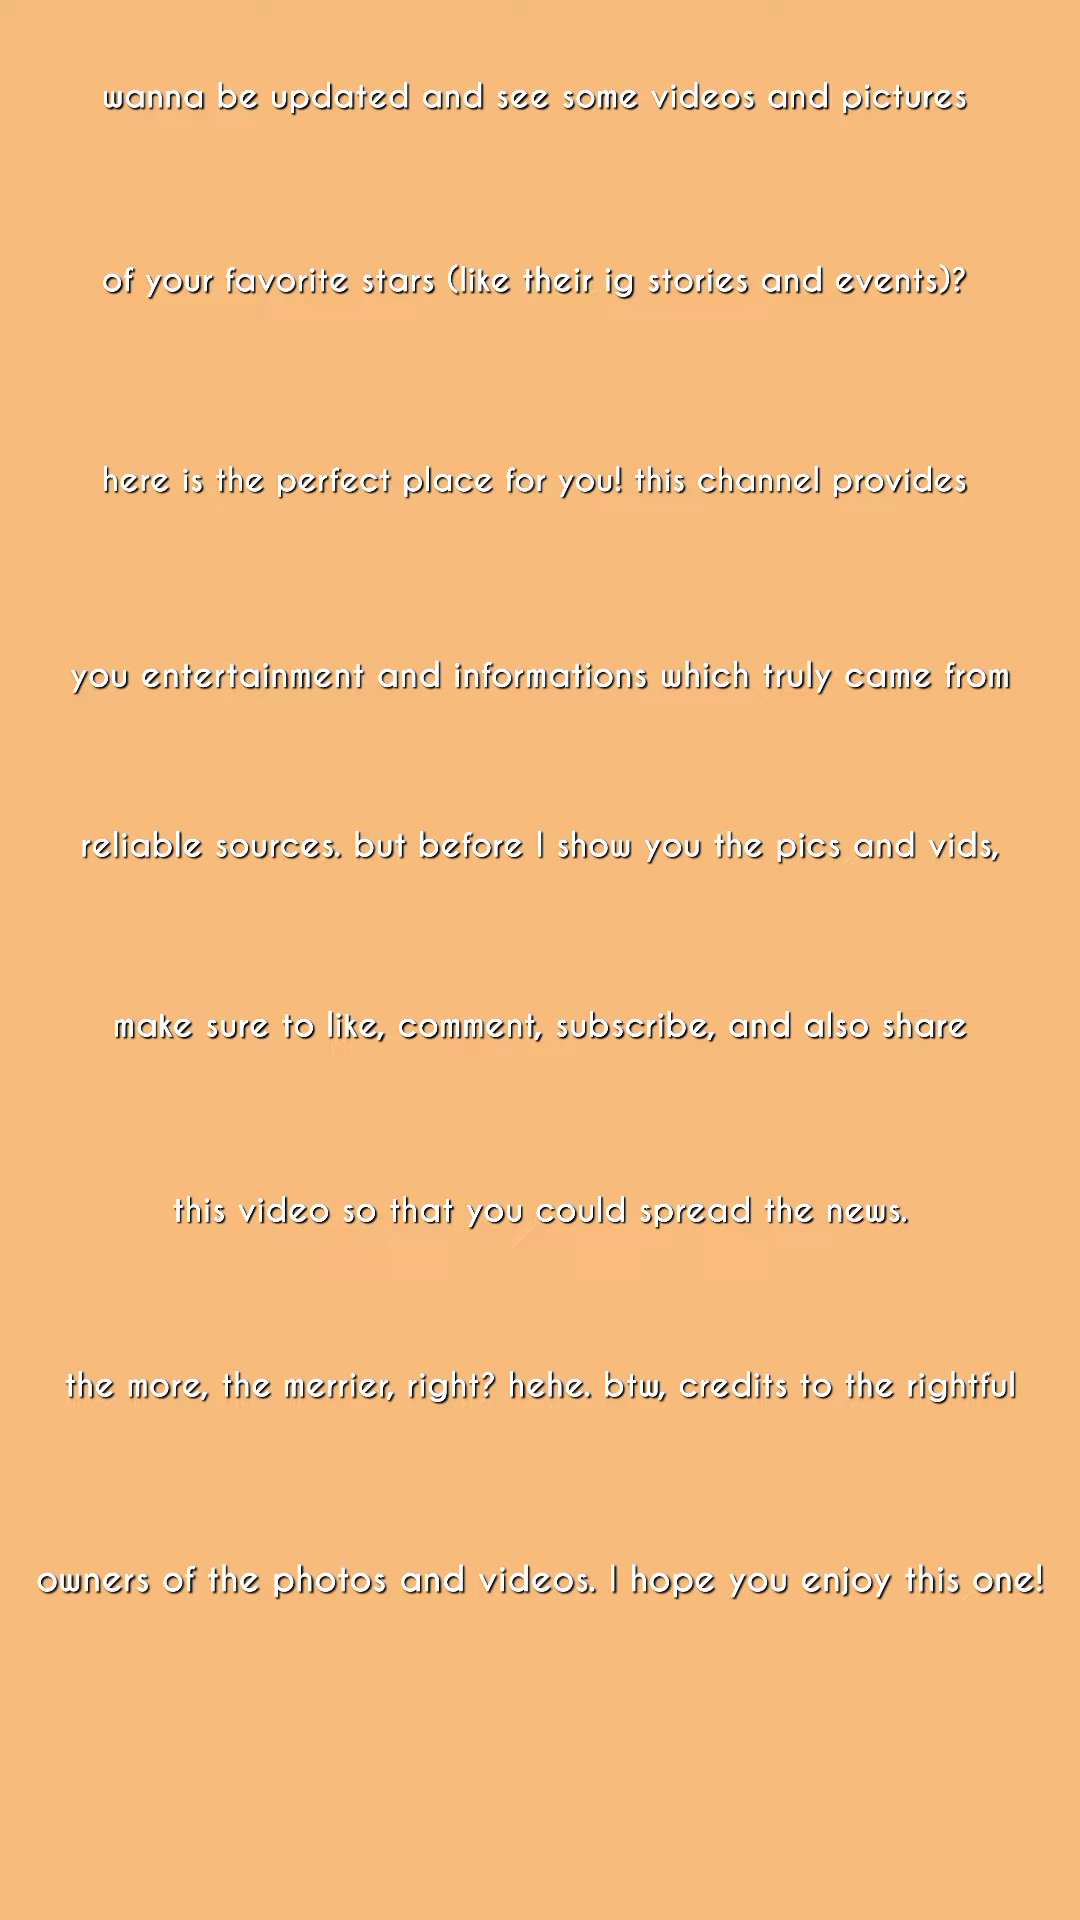 wanna be updated and see some videos and pictures
of your favorite stars (like their ig stories and events)?
here is the perfect place for you! this channel provides
you entertainment and informations which truly came from
reliable sources. but before I show you the pics and vids,
make sure to like, comment, subscribe, and also share
this video so that you could spread the news.
the more, the merrier, right? hehe. btw, credits to the rightful
owners of the photos and videos. I hope you enjoy this one!